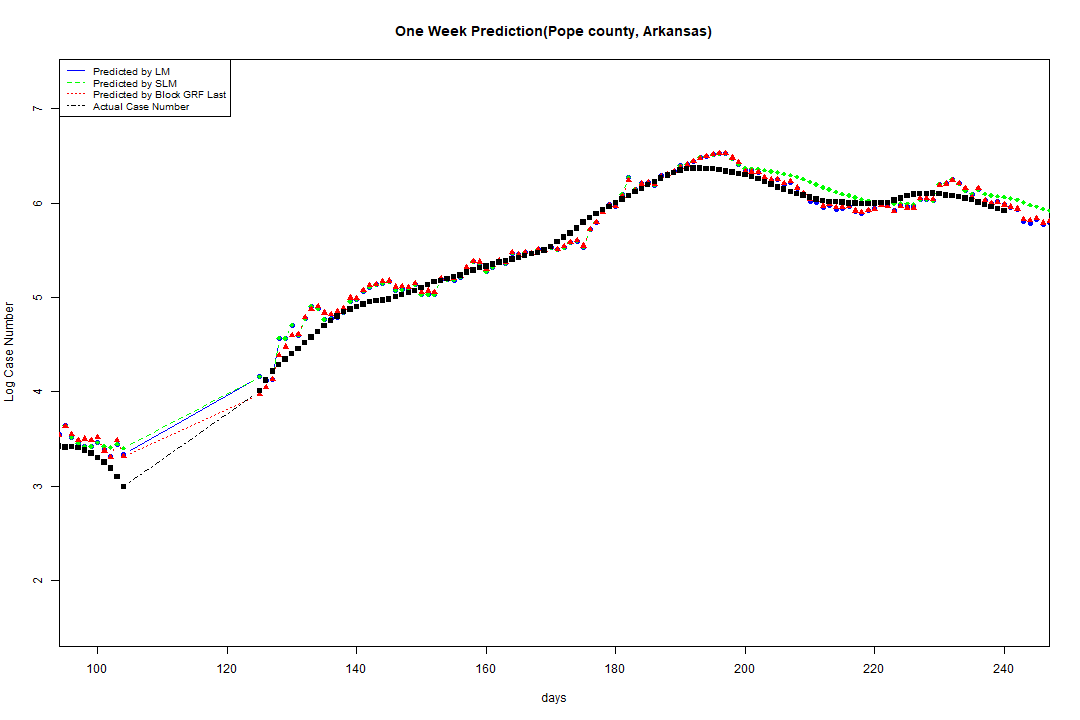 One Week Prediction(Pope county, Arkansas)
Predicted by LM
Predicted by SLM
Predicted by Block GRF Last
Actual Case Number
7
6
5
4
3
2
Log Case Number
100 120 140 160 180 200 220 240
days